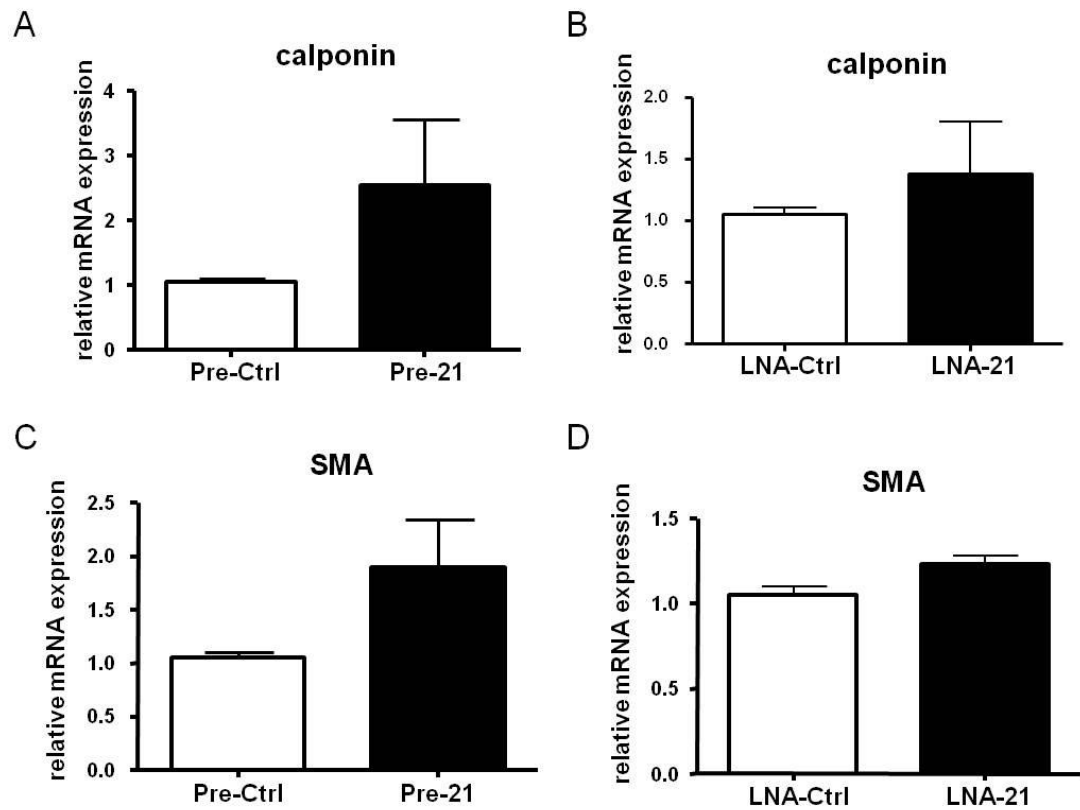 A
calponin
relative mRNA expression
4
3
2
1
0
Pre-Ctrl
Pre-21
B
calponin
relative mRNA expression
2.0
1.5
1.0
0.5
0.0
LNA-Ctrl
LNA-21
C
SMA
relative mRNA expression
2.5
2.0
1.5
1.0
0.5
0.0
Pre-Ctrl
Pre-21
D
SMA
relative mRNA expression
1.5
1.0
0.5
0.0
LNA-Ctrl
LNA-21